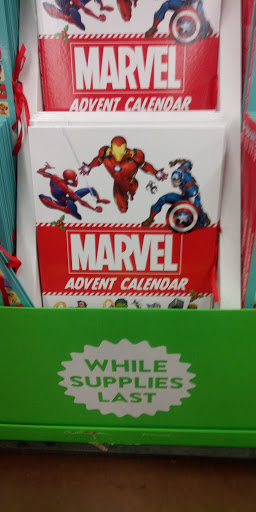 MARVEL
ADVENT CALENDAR
MARVEL
ADVENT CALENDAR
WHILE
SUPPLIES
LAST